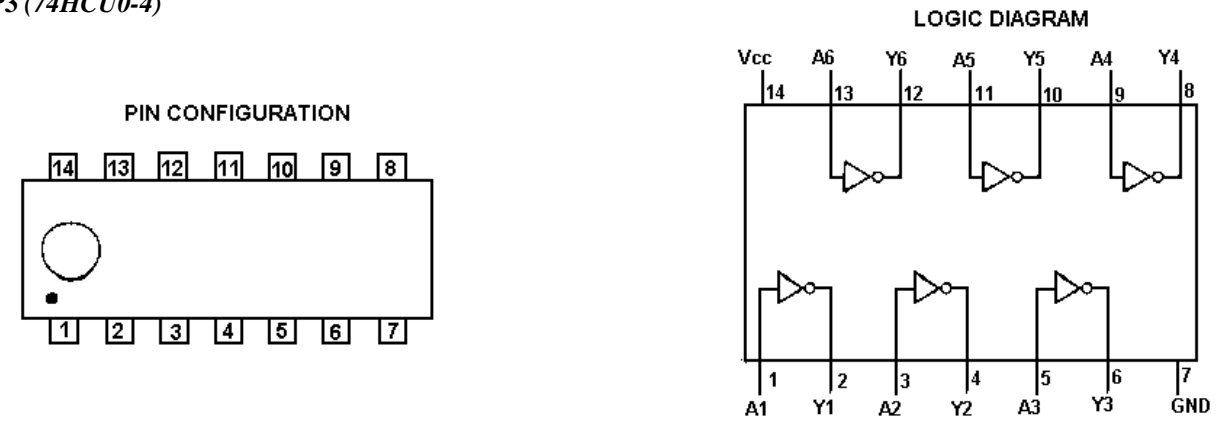 (74HCU0-4)
LOGIC DIAGRAM
Vcc A6 Y6 A5 Y5 A4 Y4
14 13 12 11 10 9 8
PIN CONFIGURATION
14 13 12 11 10 9 8
1 2 3 4 5 6 7
1 2 3 4 5 6 7
A1 Y1 A2 Y2 A3 Y3 GND